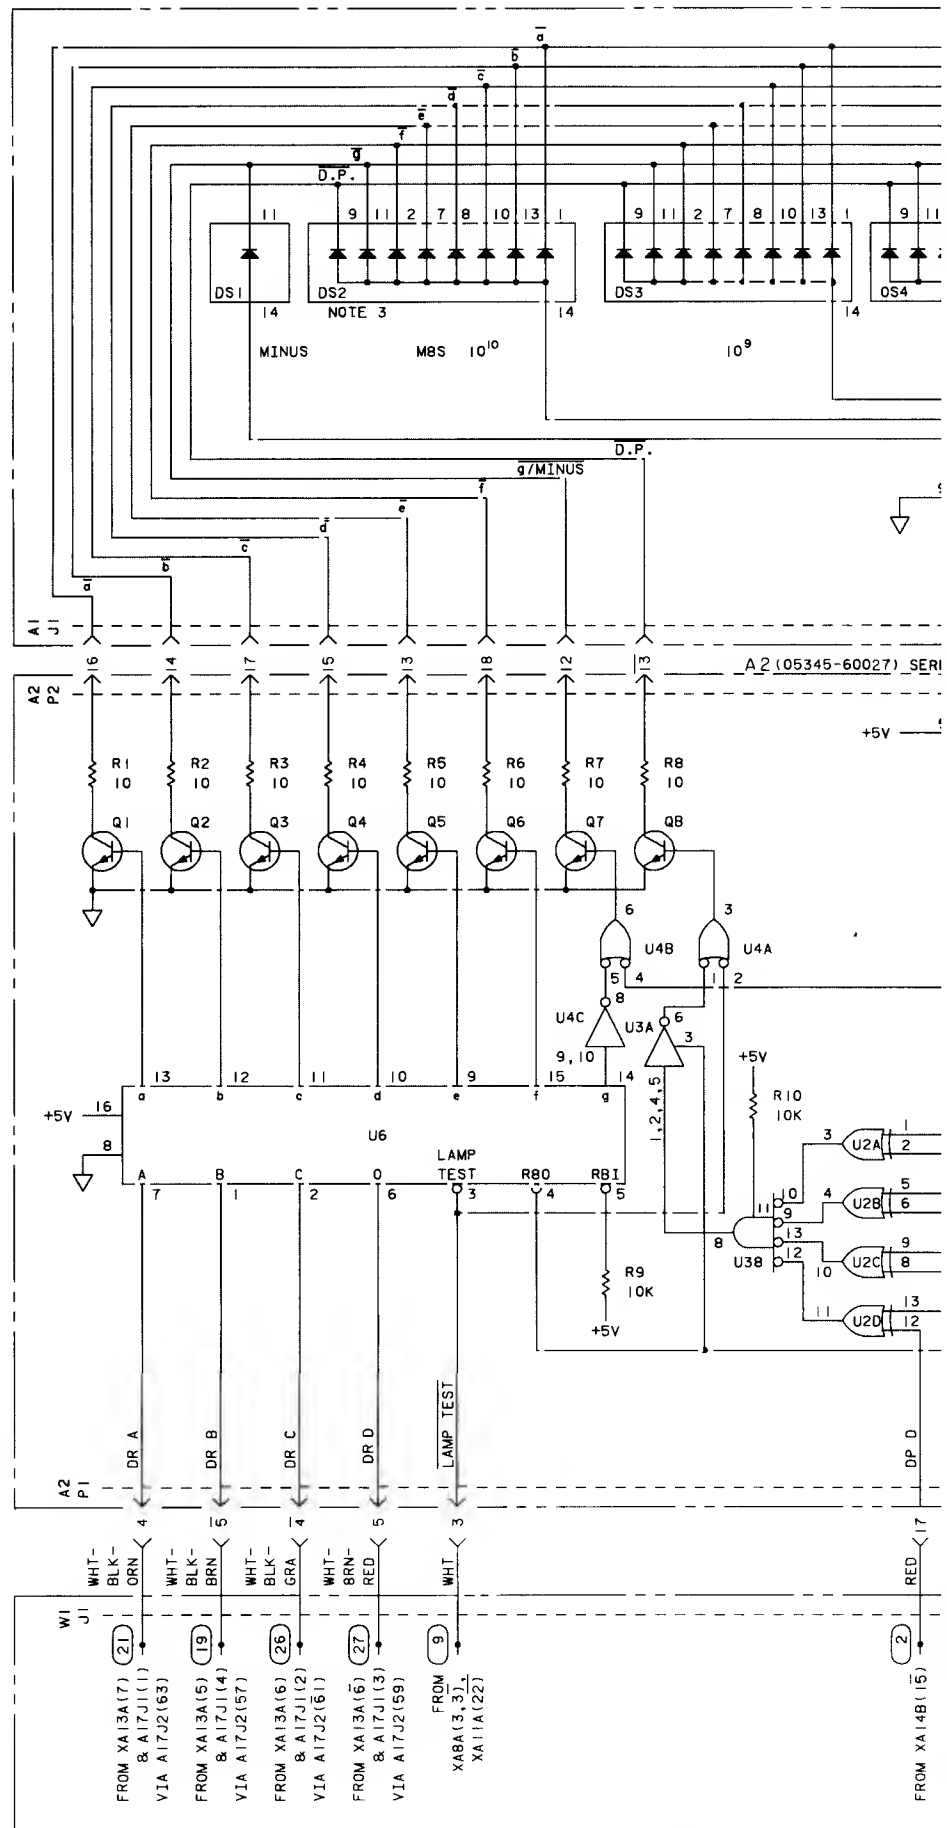 a
b
c
d
e
f
g
D.P.
11 9 11 2 7 8 10 13 1 9 11 2 7 8 10 13 1 9 11
DS1 DS2 DS3 OS4
14 NOTE 3 14 14
MINUS M8S 10¹⁰ 10⁹
D.P.
g/MINUS
f
e
d
c
b
a
A1
J1
16 14 17 15 13 18 12 1̅3̅ A2 (05345-60027) SERI
A2
P2
+5V
R1 R2 R3 R4 R5 R6 R7 R8
10 10 10 10 10 10 10 10
Q1 Q2 Q3 Q4 Q5 Q6 Q7 Q8
6 3
U4B U4A
5 4 1 2
8
U4C U3A 6
3
9,10
+5V
1,2,4,5
R10
10K
13 12 11 10 9 15 14
a b c d e f g
+5V 16
U6
8
LAMP
TEST
A B C O RBO RBI
7 1 2 6 3 4 5
3 U2A 1
2
10
11 4 U2B 5
6
9
8 13
U38 12 10 U2C 9
8
11 U2D 13
12
R9
10K
+5V
DR A
DR B
DR C
DR D
LAMP TEST
DP D
A2
P1
4 5̅ 4̅ 5 3 17
WHT-
BLK-
ORN
WHT-
BLK-
BRN
WHT-
BLK-
GRA
WHT-
BRN-
RED
WHT
RED
W1
J1
21 19 26 27 9 2
FROM XA13A(7)
& A17J1(1)
VIA A17J2(63)
FROM XA13A(5)
& A17J1(4)
VIA A17J2(57)
FROM XA13A(6)
& A17J1(2)
VIA A17J2(6̅1̅)
FROM XA13A(6̅)
& A17J1(3)
VIA A17J2(59)
FROM
XA8A(3,3̅),
XA11A(22)
FROM XA14B(1̅5̅)